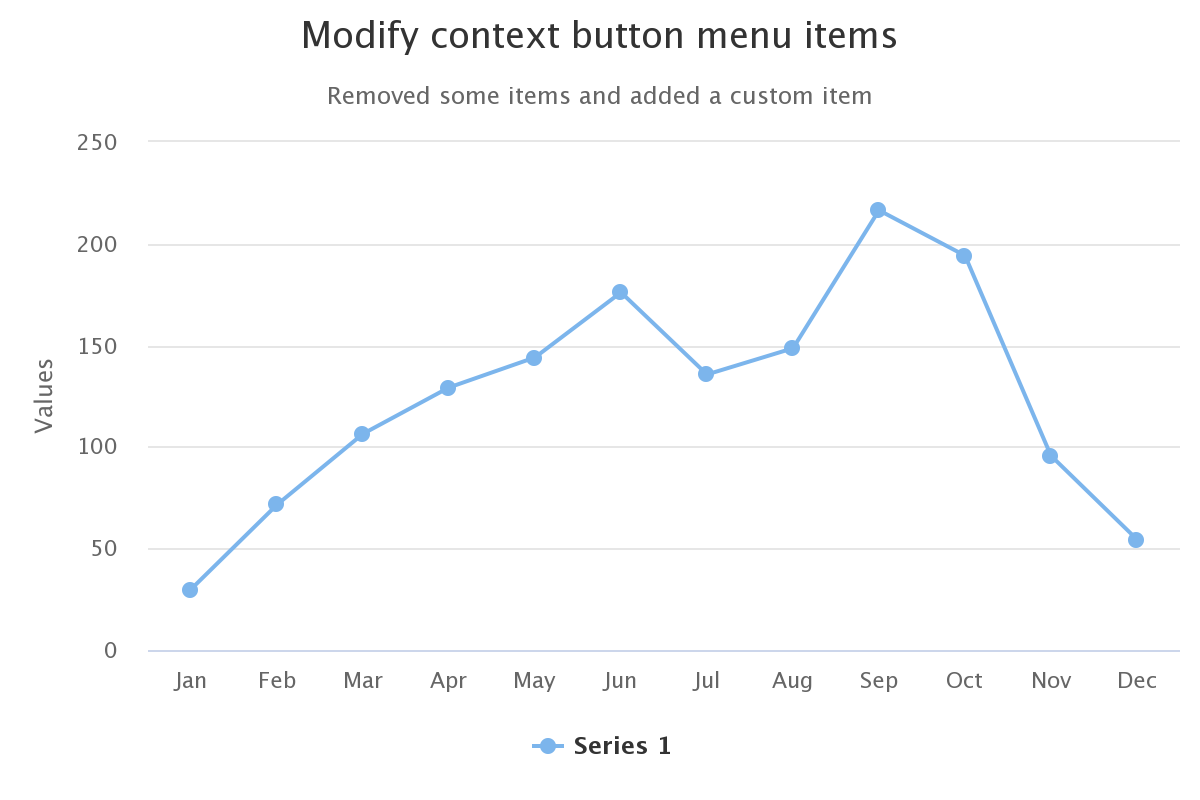 Modify context button menu items
Removed some items and added a custom item
250
200
150
100
50
0
Values
Jan Feb Mar Apr May Jun Jul Aug Sep Oct Nov Dec
Series 1